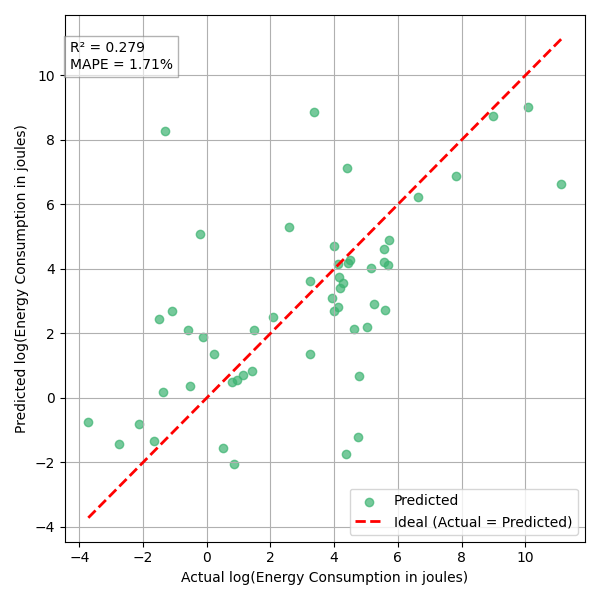 R² = 0.279
MAPE = 1.71%
10
8
6
4
2
0
−2
−4
Predicted log(Energy Consumption in joules)
Predicted
Ideal (Actual = Predicted)
−4 −2 0 2 4 6 8 10
Actual log(Energy Consumption in joules)